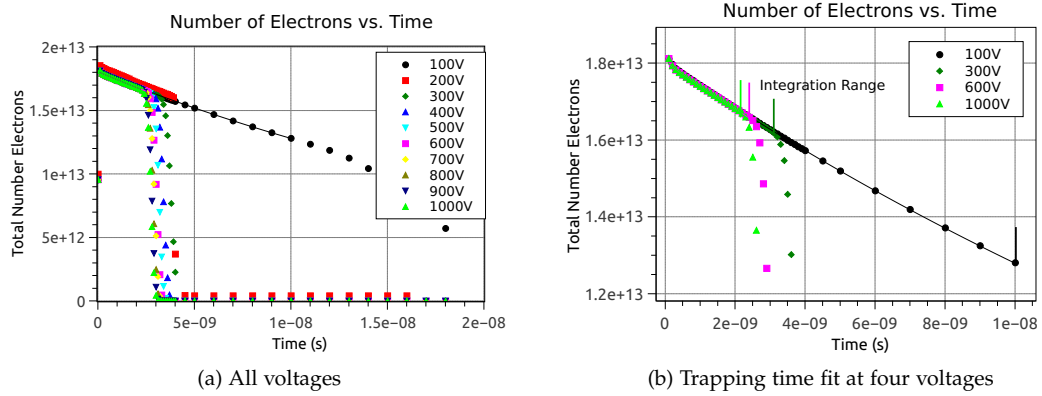 Number of Electrons vs. Time
2e+13
1.5e+13
1e+13
5e+12
0
Total Number Electrons
100V
200V
300V
400V
500V
600V
700V
800V
900V
1000V
0
5e-09
1e-08
1.5e-08
2e-08
Time (s)
(a) All voltages
Number of Electrons vs. Time
1.8e+13
1.6e+13
1.4e+13
1.2e+13
Total Number Electrons
100V
300V
600V
1000V
Integration Range
0
2e-09
4e-09
6e-09
8e-09
1e-08
Time (s)
(b) Trapping time fit at four voltages